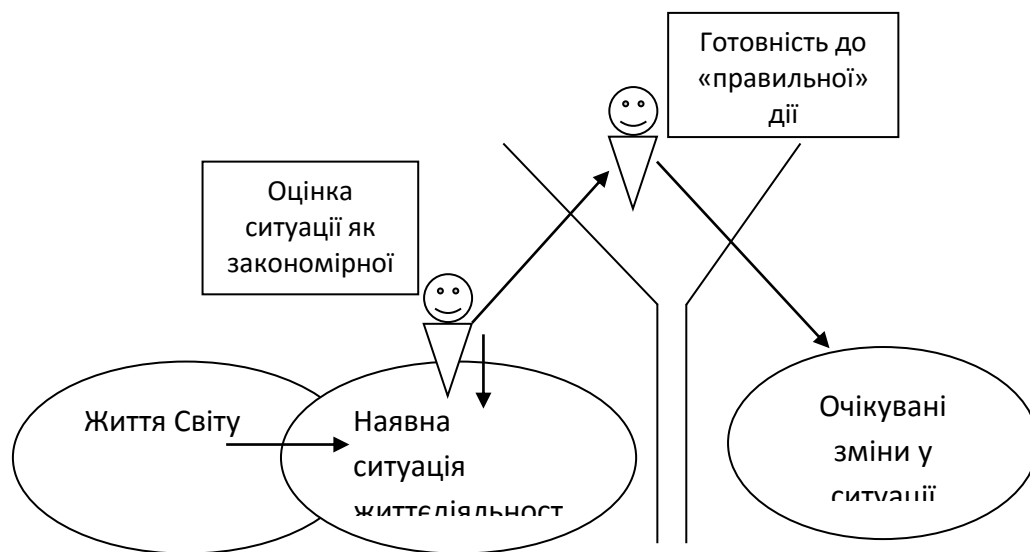 Готовність до
«правильної»
дії
Оцінка
ситуації як
закономірної
Життя Світу
Наявна
ситуація
життєдіяльност
Очікувані
зміни у
ситуації